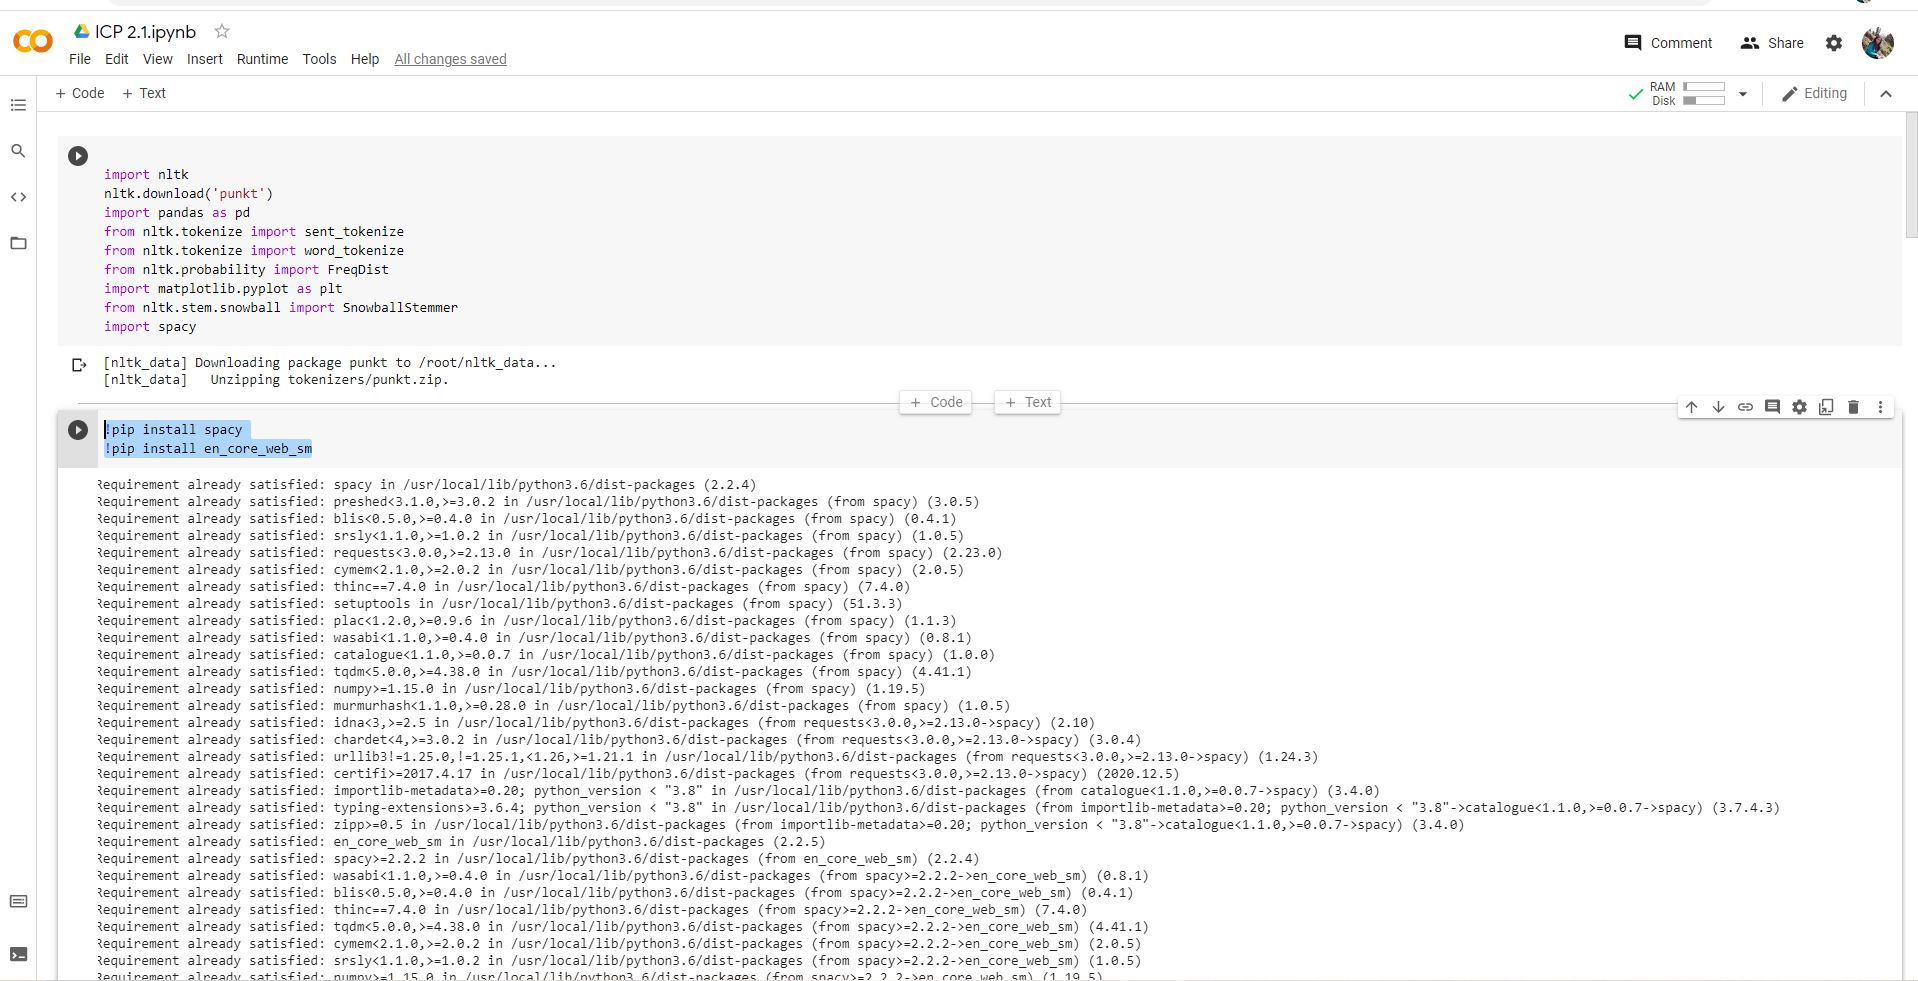 ICP 2.1.ipynb
File Edit View Insert Runtime Tools Help All changes saved
Comment Share
+ Code + Text
RAM
Disk
Editing
import nltk
nltk.download('punkt')
import pandas as pd
from nltk.tokenize import sent_tokenize
from nltk.tokenize import word_tokenize
from nltk.probability import FreqDist
import matplotlib.pyplot as plt
from nltk.stem.snowball import SnowballStemmer
import spacy
[nltk_data] Downloading package punkt to /root/nltk_data...
[nltk_data]   Unzipping tokenizers/punkt.zip.
+ Code + Text
!pip install spacy
!pip install en_core_web_sm
Requirement already satisfied: spacy in /usr/local/lib/python3.6/dist-packages (2.2.4)
Requirement already satisfied: preshed<3.1.0,>=3.0.2 in /usr/local/lib/python3.6/dist-packages (from spacy) (3.0.5)
Requirement already satisfied: blis<0.5.0,>=0.4.0 in /usr/local/lib/python3.6/dist-packages (from spacy) (0.4.1)
Requirement already satisfied: srsly<1.1.0,>=1.0.2 in /usr/local/lib/python3.6/dist-packages (from spacy) (1.0.5)
Requirement already satisfied: requests<3.0.0,>=2.13.0 in /usr/local/lib/python3.6/dist-packages (from spacy) (2.23.0)
Requirement already satisfied: cymem<2.1.0,>=2.0.2 in /usr/local/lib/python3.6/dist-packages (from spacy) (2.0.5)
Requirement already satisfied: thinc==7.4.0 in /usr/local/lib/python3.6/dist-packages (from spacy) (7.4.0)
Requirement already satisfied: setuptools in /usr/local/lib/python3.6/dist-packages (from spacy) (51.3.3)
Requirement already satisfied: plac<1.2.0,>=0.9.6 in /usr/local/lib/python3.6/dist-packages (from spacy) (1.1.3)
Requirement already satisfied: wasabi<1.1.0,>=0.4.0 in /usr/local/lib/python3.6/dist-packages (from spacy) (0.8.1)
Requirement already satisfied: catalogue<1.1.0,>=0.0.7 in /usr/local/lib/python3.6/dist-packages (from spacy) (1.0.0)
Requirement already satisfied: tqdm<5.0.0,>=4.38.0 in /usr/local/lib/python3.6/dist-packages (from spacy) (4.41.1)
Requirement already satisfied: numpy>=1.15.0 in /usr/local/lib/python3.6/dist-packages (from spacy) (1.19.5)
Requirement already satisfied: murmurhash<1.1.0,>=0.28.0 in /usr/local/lib/python3.6/dist-packages (from spacy) (1.0.5)
Requirement already satisfied: idna<3,>=2.5 in /usr/local/lib/python3.6/dist-packages (from requests<3.0.0,>=2.13.0->spacy) (2.10)
Requirement already satisfied: chardet<4,>=3.0.2 in /usr/local/lib/python3.6/dist-packages (from requests<3.0.0,>=2.13.0->spacy) (3.0.4)
Requirement already satisfied: urllib3!=1.25.0,!=1.25.1,<1.26,>=1.21.1 in /usr/local/lib/python3.6/dist-packages (from requests<3.0.0,>=2.13.0->spacy) (1.24.3)
Requirement already satisfied: certifi>=2017.4.17 in /usr/local/lib/python3.6/dist-packages (from requests<3.0.0,>=2.13.0->spacy) (2020.12.5)
Requirement already satisfied: importlib-metadata>=0.20; python_version < "3.8" in /usr/local/lib/python3.6/dist-packages (from catalogue<1.1.0,>=0.0.7->spacy) (3.4.0)
Requirement already satisfied: typing-extensions>=3.6.4; python_version < "3.8" in /usr/local/lib/python3.6/dist-packages (from importlib-metadata>=0.20; python_version < "3.8"->catalogue<1.1.0,>=0.0.7->spacy) (3.7.4.3)
Requirement already satisfied: zipp>=0.5 in /usr/local/lib/python3.6/dist-packages (from importlib-metadata>=0.20; python_version < "3.8"->catalogue<1.1.0,>=0.0.7->spacy) (3.4.0)
Requirement already satisfied: en_core_web_sm in /usr/local/lib/python3.6/dist-packages (2.2.5)
Requirement already satisfied: spacy>=2.2.2 in /usr/local/lib/python3.6/dist-packages (from en_core_web_sm) (2.2.4)
Requirement already satisfied: wasabi<1.1.0,>=0.4.0 in /usr/local/lib/python3.6/dist-packages (from spacy>=2.2.2->en_core_web_sm) (0.8.1)
Requirement already satisfied: blis<0.5.0,>=0.4.0 in /usr/local/lib/python3.6/dist-packages (from spacy>=2.2.2->en_core_web_sm) (0.4.1)
Requirement already satisfied: thinc==7.4.0 in /usr/local/lib/python3.6/dist-packages (from spacy>=2.2.2->en_core_web_sm) (7.4.0)
Requirement already satisfied: tqdm<5.0.0,>=4.38.0 in /usr/local/lib/python3.6/dist-packages (from spacy>=2.2.2->en_core_web_sm) (4.41.1)
Requirement already satisfied: cymem<2.1.0,>=2.0.2 in /usr/local/lib/python3.6/dist-packages (from spacy>=2.2.2->en_core_web_sm) (2.0.5)
Requirement already satisfied: srsly<1.1.0,>=1.0.2 in /usr/local/lib/python3.6/dist-packages (from spacy>=2.2.2->en_core_web_sm) (1.0.5)
Requirement already satisfied: numpy>=1.15.0 in /usr/local/lib/python3.6/dist-packages (from spacy>=2.2.2->en_core_web_sm) (1.19.5)